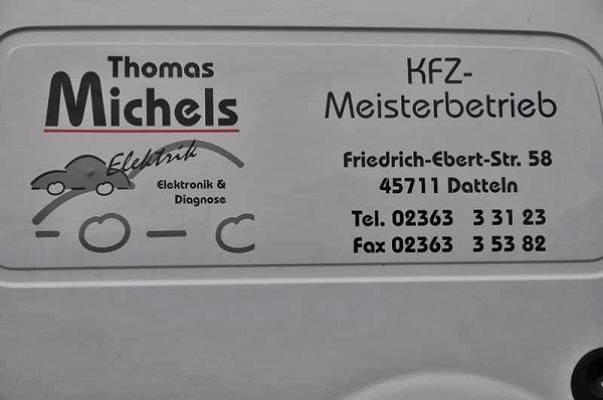 Thomas
Michels
Elektrik
Elektronik &
Diagnose
KFZ-
Meisterbetrieb
Friedrich-Ebert-Str. 58
45711 Datteln
Tel. 02363 3 31 23
Fax 02363 3 53 82